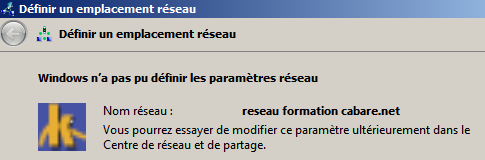 Définir un emplacement réseau
Définir un emplacement réseau
Windows n'a pas pu définir les paramètres réseau
Nom réseau : reseau formation cabare.net
Vous pourrez essayer de modifier ce paramètre ultérieurement dans le
Centre de réseau et de partage.